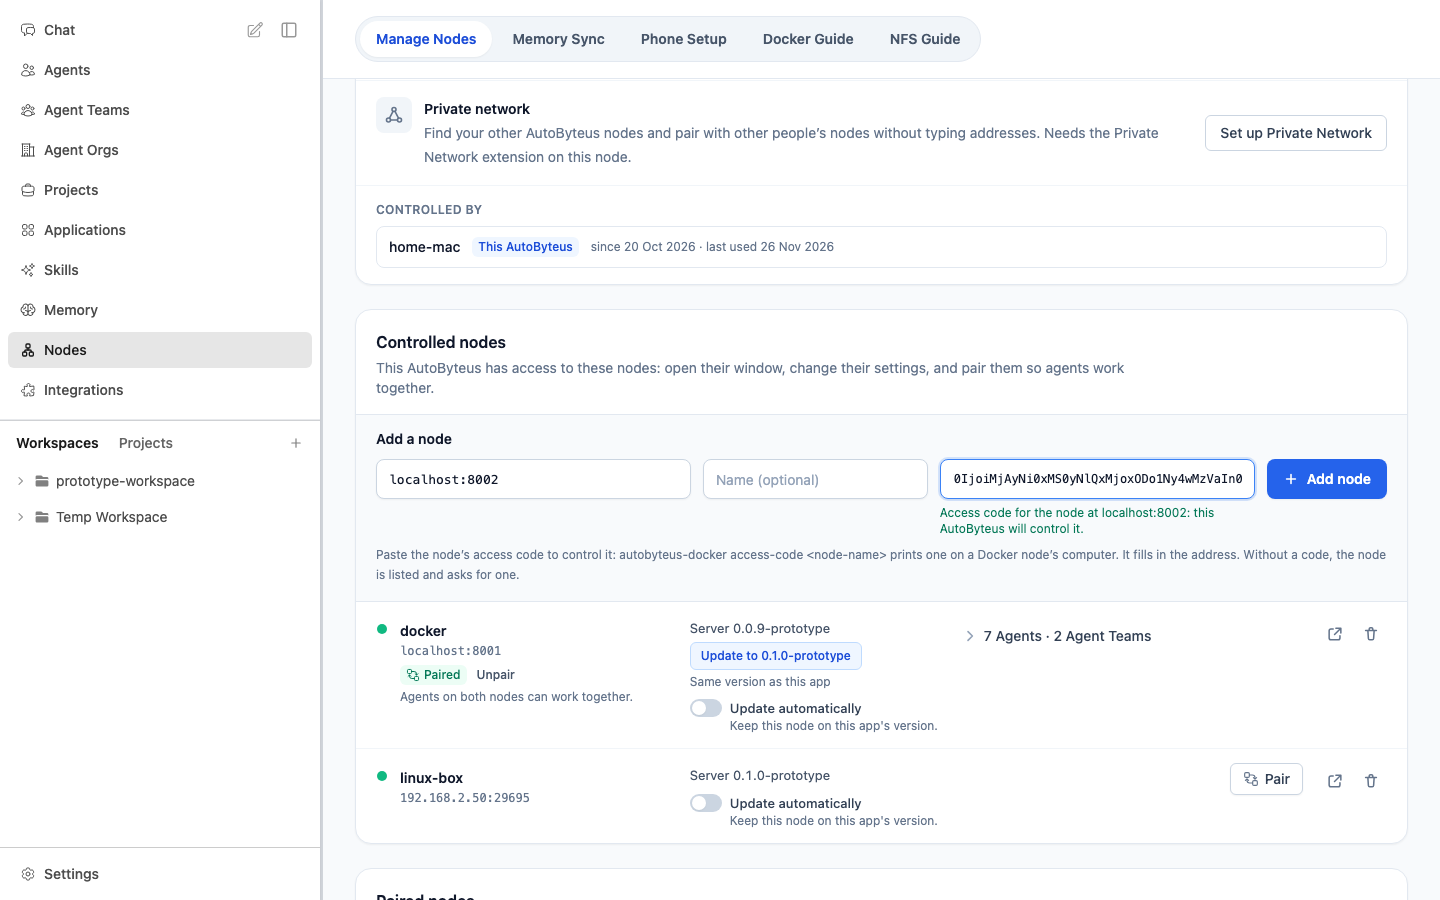 Chat
Agents
Agent Teams
Agent Orgs
Projects
Applications
Skills
Memory
Nodes
Integrations
Workspaces Projects
prototype-workspace
Temp Workspace
Settings
Manage Nodes Memory Sync Phone Setup Docker Guide NFS Guide
Private network
Find your other AutoByteus nodes and pair with other people’s nodes without typing addresses. Needs the Private
Network extension on this node.
Set up Private Network
CONTROLLED BY
home-mac This AutoByteus since 20 Oct 2026 · last used 26 Nov 2026
Controlled nodes
This AutoByteus has access to these nodes: open their window, change their settings, and pair them so agents work
together.
Add a node
localhost:8002 Name (optional) 0IjoiMjAyNi0xMS0yNlQxMjoxODo1Ny4wMzVaIn0 Add node
Access code for the node at localhost:8002: this
AutoByteus will control it.
Paste the node’s access code to control it: autobyteus-docker access-code <node-name> prints one on a Docker node’s computer. It fills in the address. Without a code, the node
is listed and asks for one.
docker
localhost:8001
Paired Unpair
Agents on both nodes can work together.
Server 0.0.9-prototype
Update to 0.1.0-prototype
Same version as this app
Update automatically
Keep this node on this app's version.
7 Agents · 2 Agent Teams
linux-box
192.168.2.50:29695
Server 0.1.0-prototype
Update automatically
Keep this node on this app's version.
Pair
Paired nodes